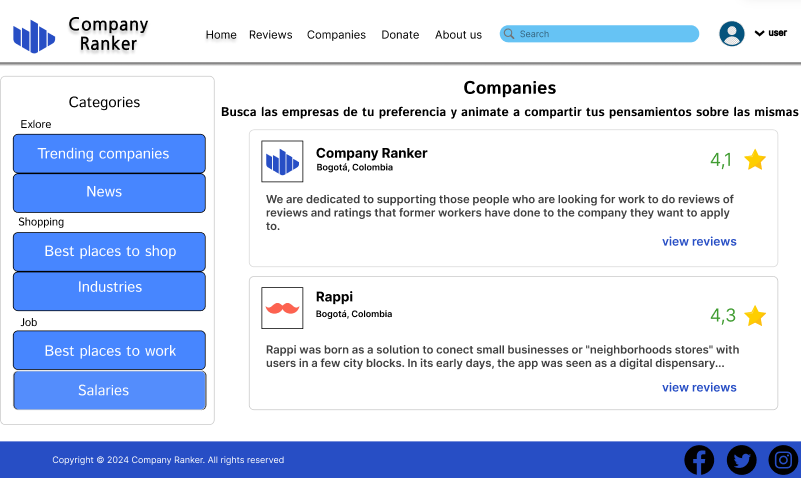 Company
Ranker
Home Reviews Companies Donate About us Search user
Categories
Exlore
Trending companies
News
Shopping
Best places to shop
Industries
Job
Best places to work
Salaries
Companies
Busca las empresas de tu preferencia y animate a compartir tus pensamientos sobre las mismas
Company Ranker
Bogotá, Colombia
4,1
We are dedicated to supporting those people who are looking for work to do reviews of
reviews and ratings that former workers have done to the company they want to apply
to.
view reviews
Rappi
Bogotá, Colombia
4,3
Rappi was born as a solution to conect small businesses or "neighborhoods stores" with
users in a few city blocks. In its early days, the app was seen as a digital dispensary...
view reviews
Copyright © 2024 Company Ranker. All rights reserved